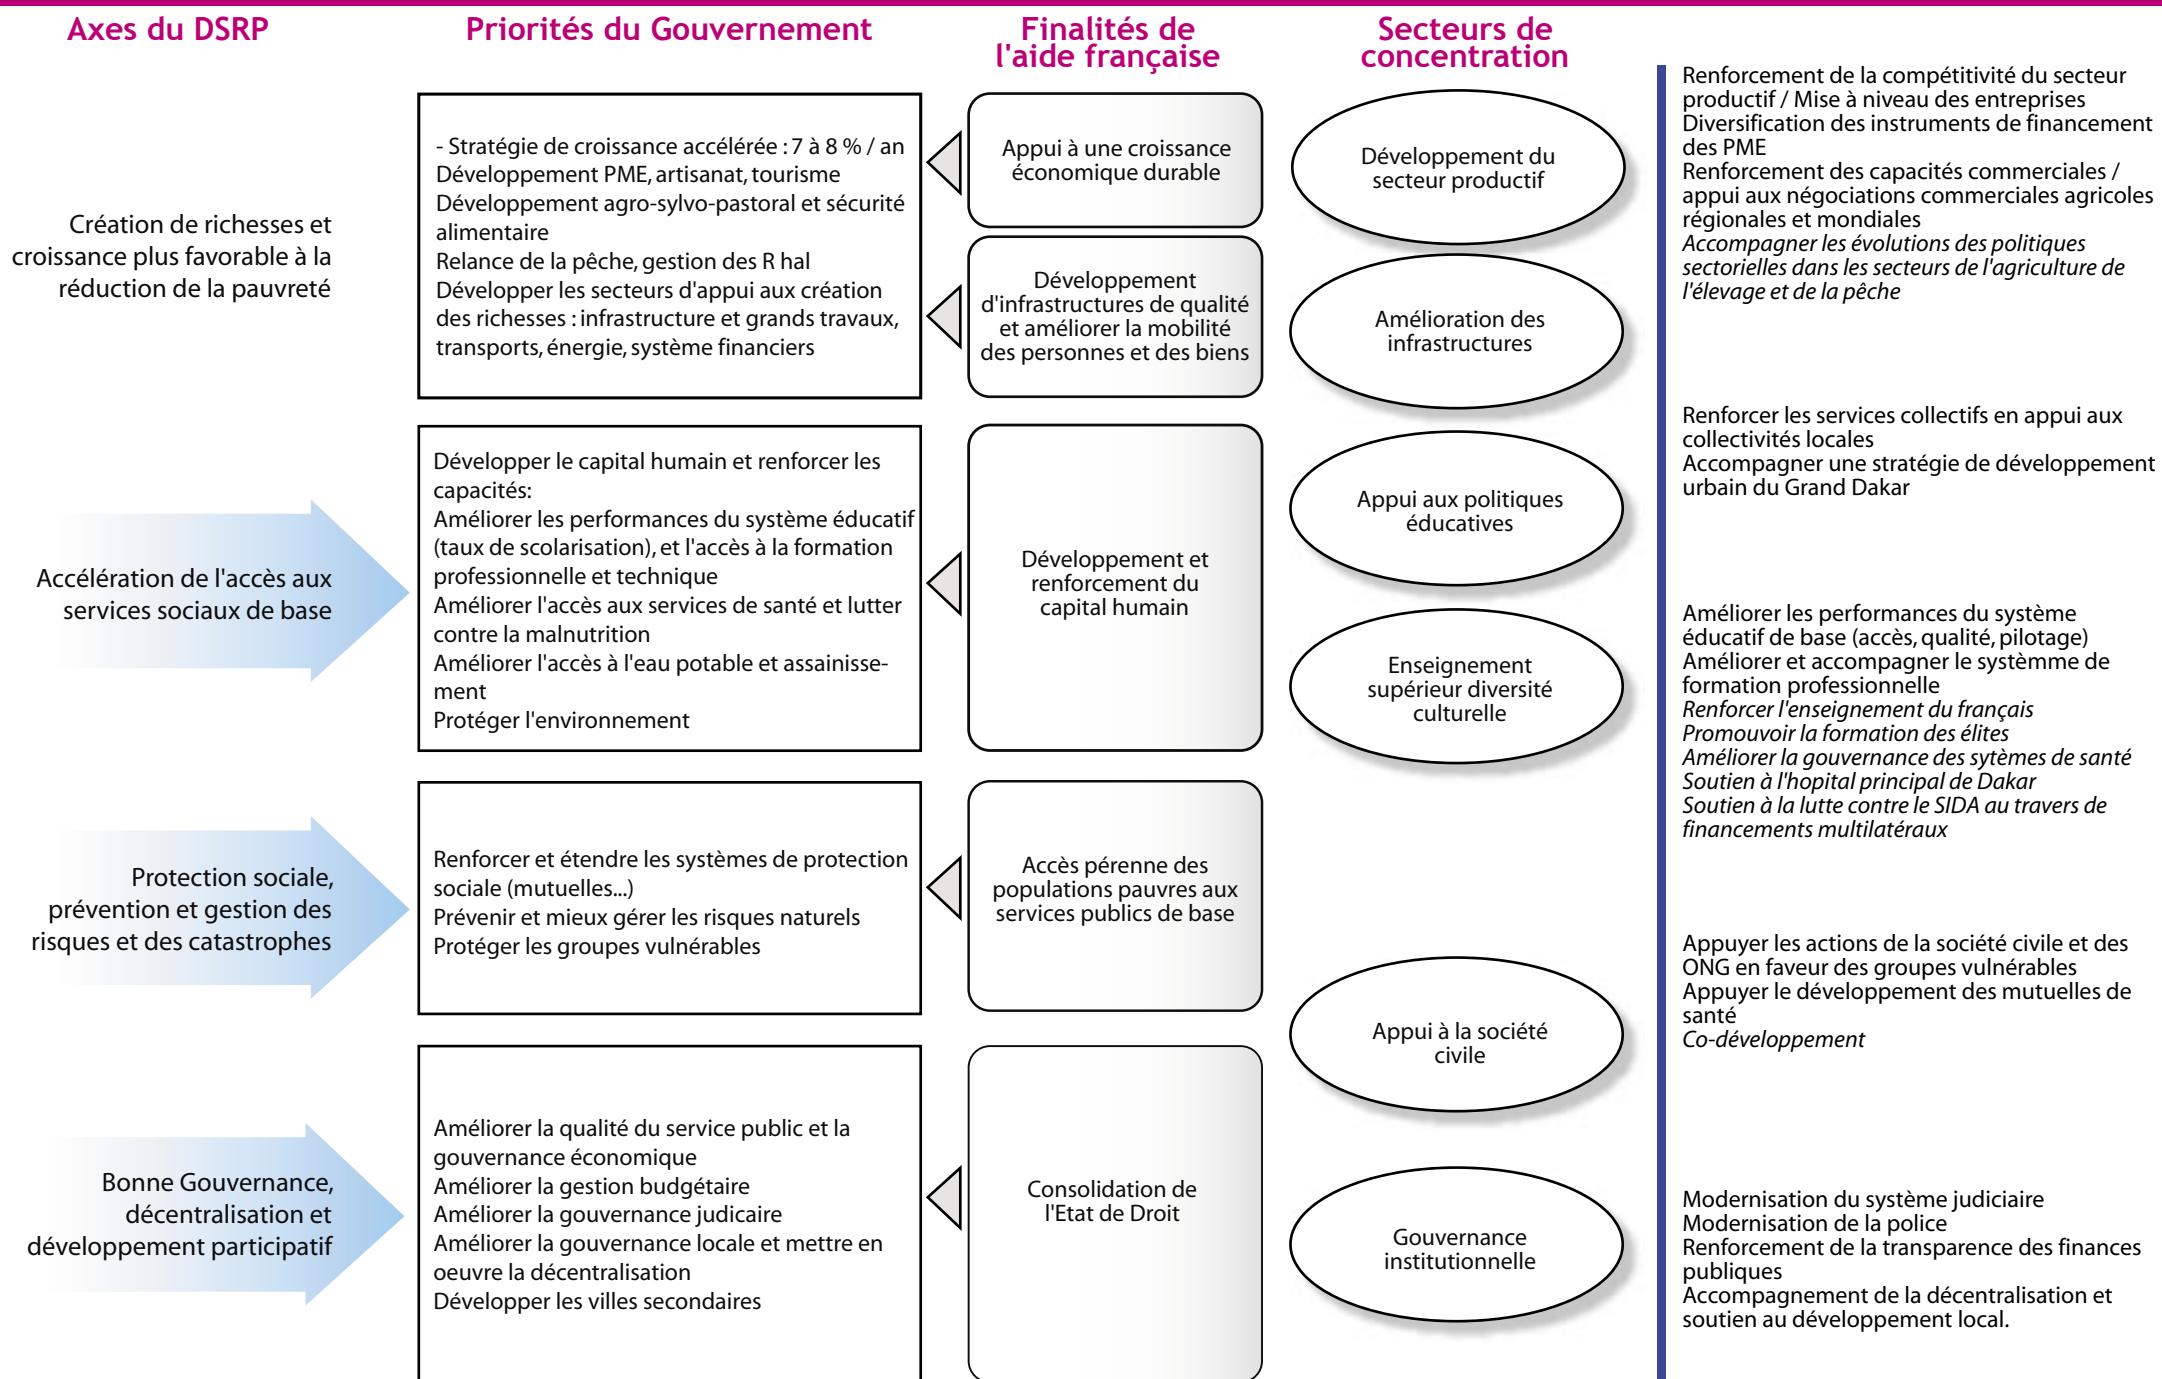 Axes du DSRP
Priorités du Gouvernement
Finalités de
l'aide française
Secteurs de
concentration
Création de richesses et
croissance plus favorable à la
réduction de la pauvreté
- Stratégie de croissance accélérée : 7 à 8 % / an
Développement PME, artisanat, tourisme
Développement agro-sylvo-pastoral et sécurité
alimentaire
Relance de la pêche, gestion des R hal
Développer les secteurs d'appui aux création
des richesses : infrastructure et grands travaux,
transports, énergie, système financiers
Appui à une croissance
économique durable
Développement
d'infrastructures de qualité
et améliorer la mobilité
des personnes et des biens
Développement du
secteur productif
Amélioration des
infrastructures
Renforcement de la compétitivité du secteur
productif / Mise à niveau des entreprises
Diversification des instruments de financement
des PME
Renforcement des capacités commerciales /
appui aux négociations commerciales agricoles
régionales et mondiales
Accompagner les évolutions des politiques
sectorielles dans les secteurs de l'agriculture de
l'élevage et de la pêche
Renforcer les services collectifs en appui aux
collectivités locales
Accompagner une stratégie de développement
urbain du Grand Dakar
Accélération de l'accès aux
services sociaux de base
Développer le capital humain et renforcer les
capacités:
Améliorer les performances du système éducatif
(taux de scolarisation), et l'accès à la formation
professionnelle et technique
Améliorer l'accès aux services de santé et lutter
contre la malnutrition
Améliorer l'accès à l'eau potable et assainisse-
ment
Protéger l'environnement
Développement et
renforcement du
capital humain
Appui aux politiques
éducatives
Enseignement
supérieur diversité
culturelle
Améliorer les performances du système
éducatif de base (accès, qualité, pilotage)
Améliorer et accompagner le systèmme de
formation professionnelle
Renforcer l'enseignement du français
Promouvoir la formation des élites
Améliorer la gouvernance des sytèmes de santé
Soutien à l'hopital principal de Dakar
Soutien à la lutte contre le SIDA au travers de
financements multilatéraux
Protection sociale,
prévention et gestion des
risques et des catastrophes
Renforcer et étendre les systèmes de protection
sociale (mutuelles...)
Prévenir et mieux gérer les risques naturels
Protéger les groupes vulnérables
Accès pérenne des
populations pauvres aux
services publics de base
Appui à la société
civile
Appuyer les actions de la société civile et des
ONG en faveur des groupes vulnérables
Appuyer le développement des mutuelles de
santé
Co-développement
Bonne Gouvernance,
décentralisation et
développement participatif
Améliorer la qualité du service public et la
gouvernance économique
Améliorer la gestion budgétaire
Améliorer la gouvernance judicaire
Améliorer la gouvernance locale et mettre en
oeuvre la décentralisation
Développer les villes secondaires
Consolidation de
l'Etat de Droit
Gouvernance
institutionnelle
Modernisation du système judiciaire
Modernisation de la police
Renforcement de la transparence des finances
publiques
Accompagnement de la décentralisation et
soutien au développement local.